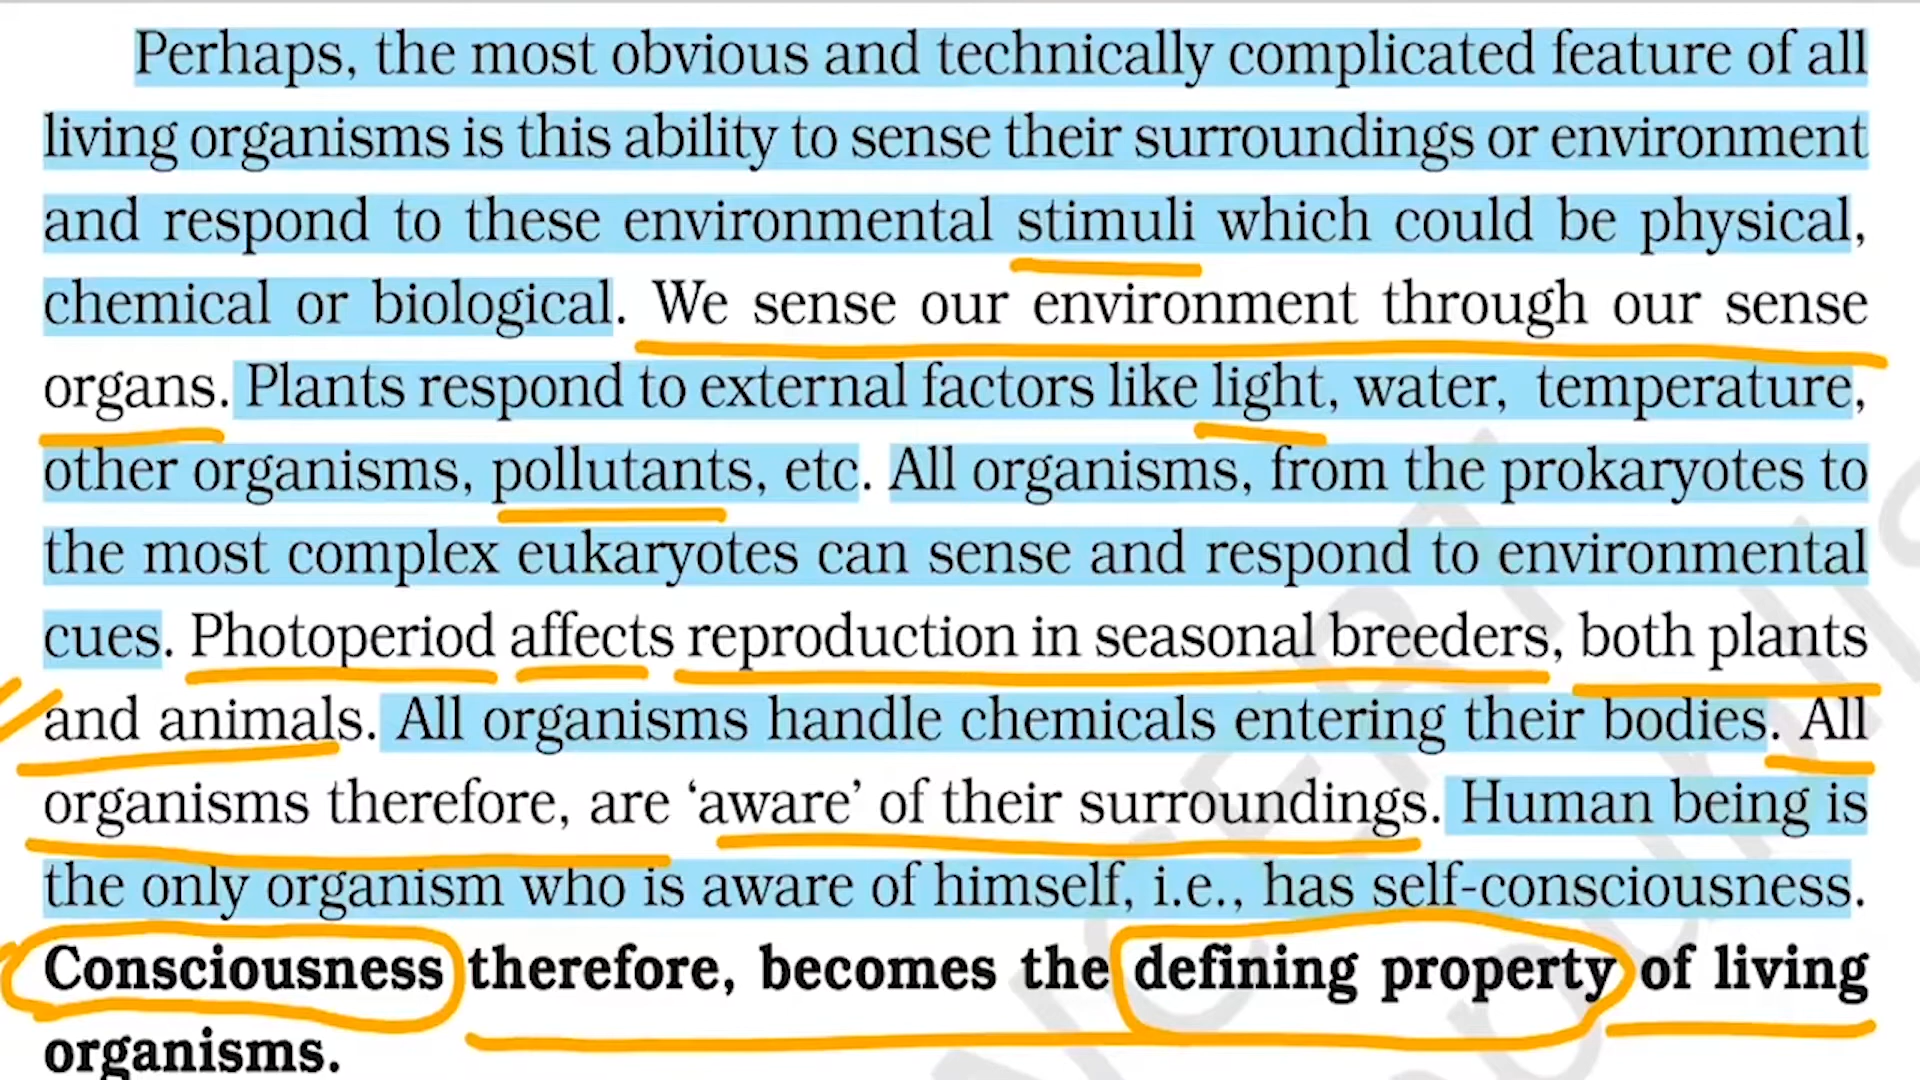 Perhaps, the most obvious and technically complicated feature of all
living organisms is this ability to sense their surroundings or environment
and respond to these environmental stimuli which could be physical,
chemical or biological. We sense our environment through our sense
organs. Plants respond to external factors like light, water, temperature,
other organisms, pollutants, etc. All organisms, from the prokaryotes to
the most complex eukaryotes can sense and respond to environmental
cues. Photoperiod affects reproduction in seasonal breeders, both plants
and animals. All organisms handle chemicals entering their bodies. All
organisms therefore, are ‘aware’ of their surroundings. Human being is
the only organism who is aware of himself, i.e., has self-consciousness.
Consciousness therefore, becomes the defining property of living
organisms.